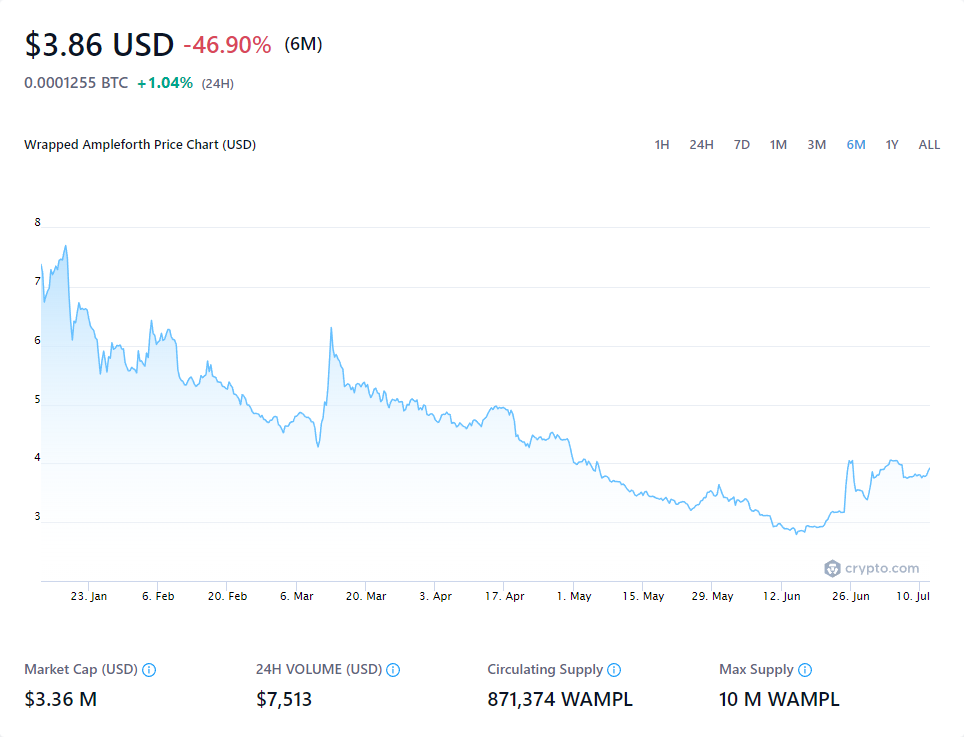 $3.86 USD -46.90% (6M)
0.0001255 BTC +1.04% (24H)
Wrapped Ampleforth Price Chart (USD)
1H 24H 7D 1M 3M 6M 1Y ALL
8
7
6
5
4
3
crypto.com
23. Jan 6. Feb 20. Feb 6. Mar 20. Mar 3. Apr 17. Apr 1. May 15. May 29. May 12. Jun 26. Jun 10. Jul
Market Cap (USD) 24H VOLUME (USD) Circulating Supply Max Supply
$3.36 M $7,513 871,374 WAMPL 10 M WAMPL